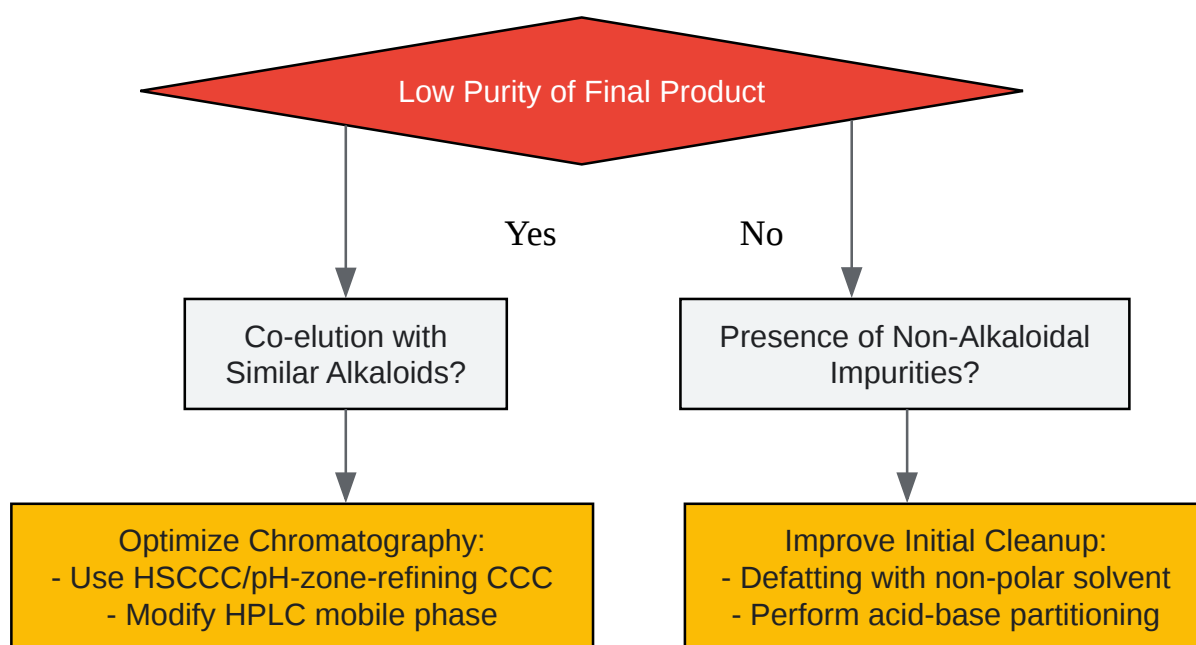 Low Purity of Final Product
Yes
No
Co-elution with
Similar Alkaloids?
Presence of Non-Alkaloidal
Impurities?
Optimize Chromatography:
- Use HSCCC/pH-zone-refining CCC
- Modify HPLC mobile phase
Improve Initial Cleanup:
- Defatting with non-polar solvent
- Perform acid-base partitioning